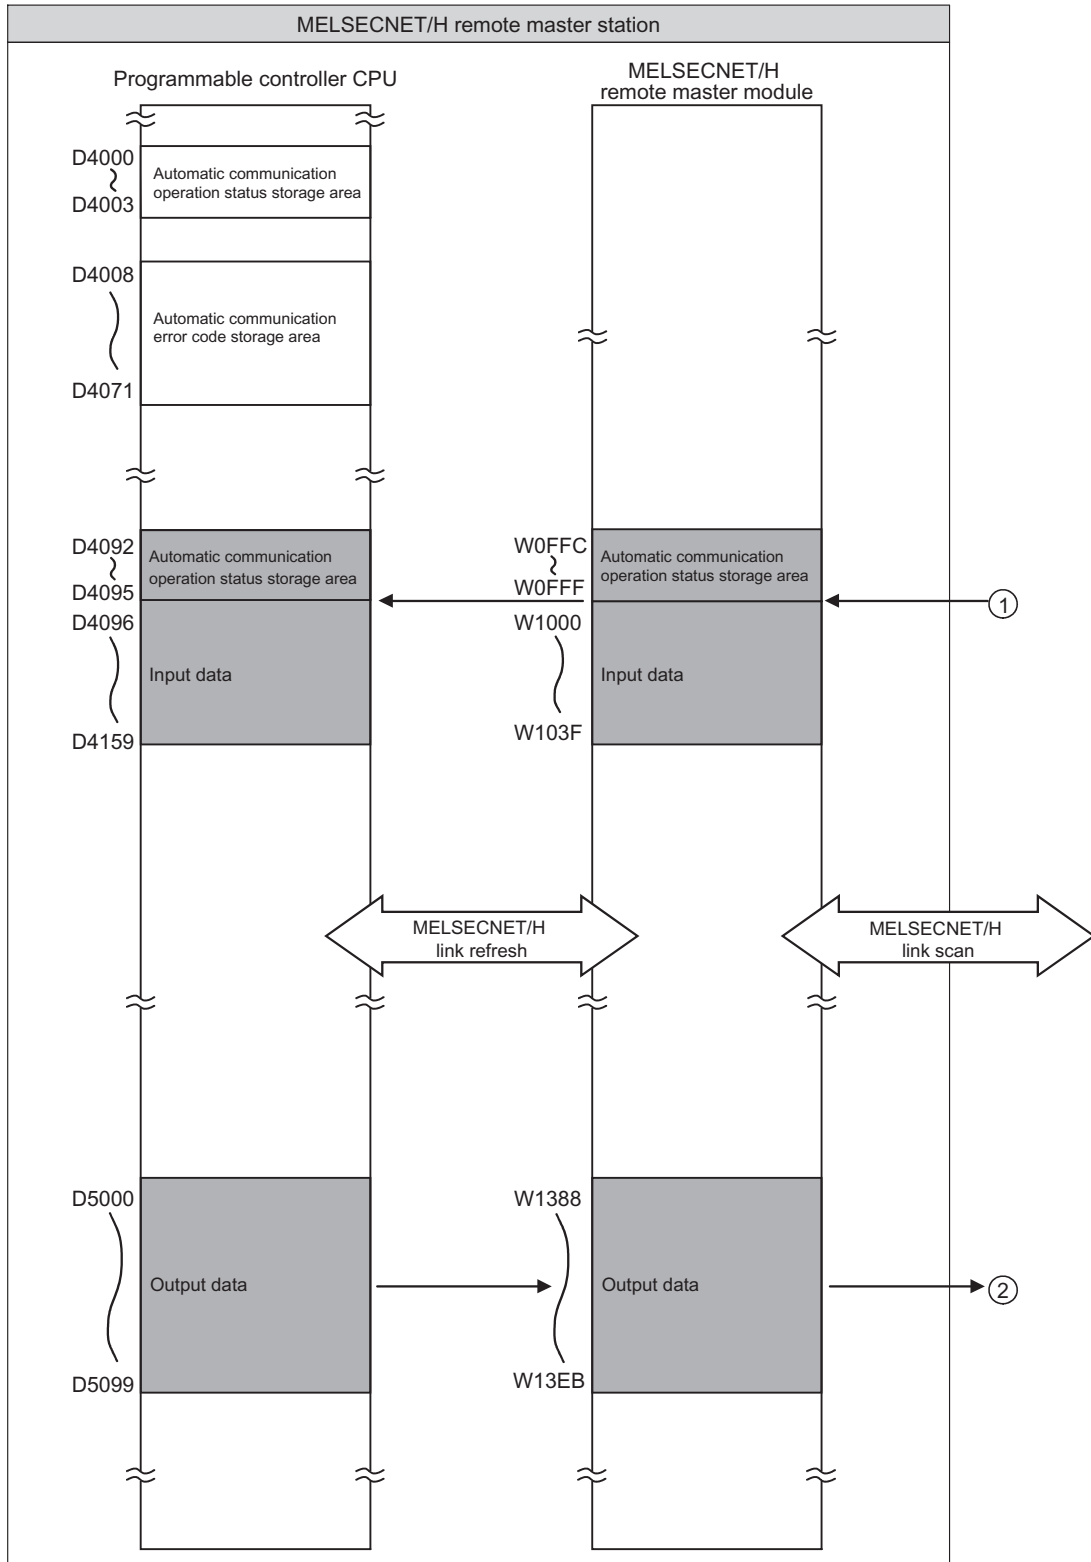 MELSECNET/H remote master station
Programmable controller CPU
MELSECNET/H
remote master module
D4000
D4003
Automatic communication
operation status storage area
D4008
D4071
Automatic communication
error code storage area
D4092
D4095
Automatic communication
operation status storage area
W0FFC
W0FFF
Automatic communication
operation status storage area
1
D4096
D4159
Input data
W1000
W103F
Input data
MELSECNET/H
link refresh
MELSECNET/H
link scan
D5000
D5099
Output data
W1388
W13EB
Output data
2